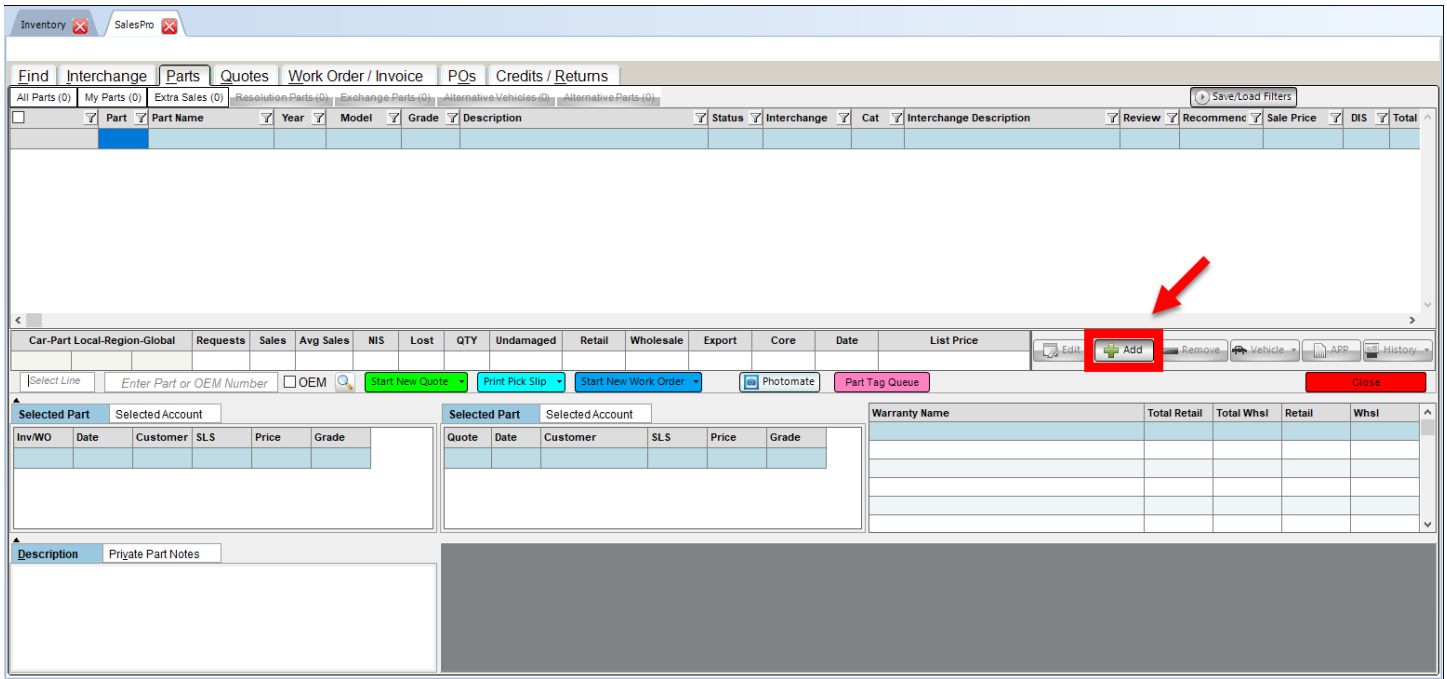 Inventory SalesPro
Find Interchange Parts Quotes Work Order / Invoice POs Credits / Returns
All Parts (0) My Parts (0) Extra Sales (0) Resolution Parts (0) Exchange Parts (0) Alternative Vehicles (0) Alternative Parts (0) Save/Load Filters
Part Part Name Year Model Grade Description Status Interchange Cat Interchange Description Review Recommend Sale Price DIS Total
Car-Part Local-Region-Global Requests Sales Avg Sales NIS Lost QTY Undamaged Retail Wholesale Export Core Date List Price
Edit Add Remove Vehicle APP History
Select Line Enter Part or OEM Number OEM Start New Quote Print Pick Slip Start New Work Order Photomate Part Tag Queue Close
Selected Part Selected Account Selected Part Selected Account Warranty Name Total Retail Total Whsl Retail Whsl
Inv/WO Date Customer SLS Price Grade Quote Date Customer SLS Price Grade
Description Private Part Notes